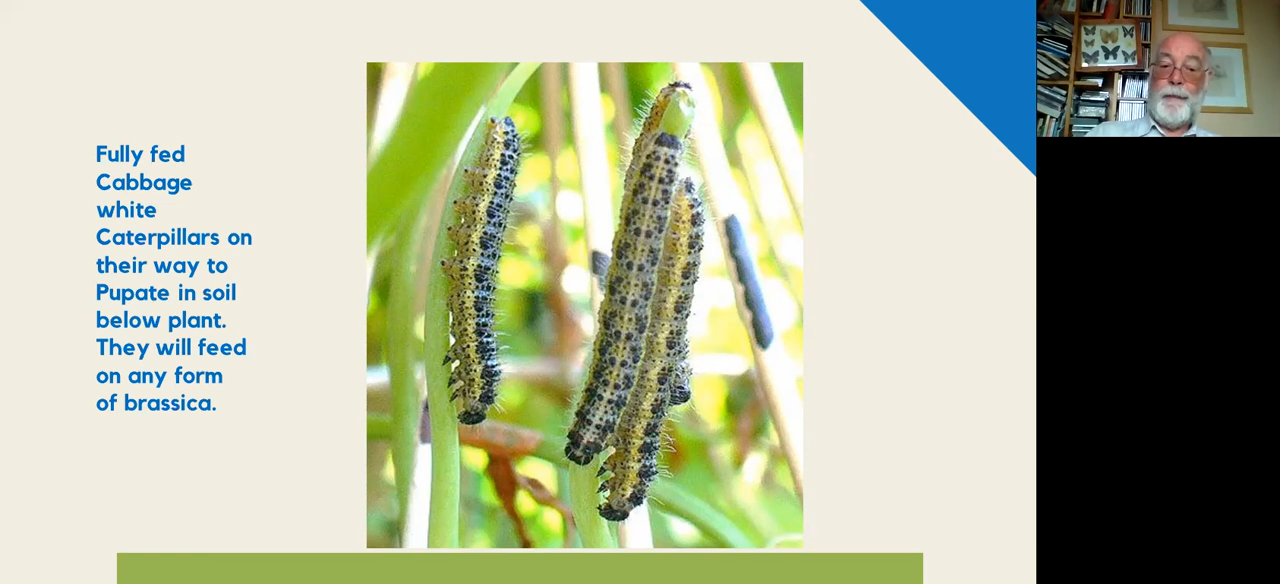 Fully fed
Cabbage
white
Caterpillars on
their way to
Pupate in soil
below plant.
They will feed
on any form
of brassica.